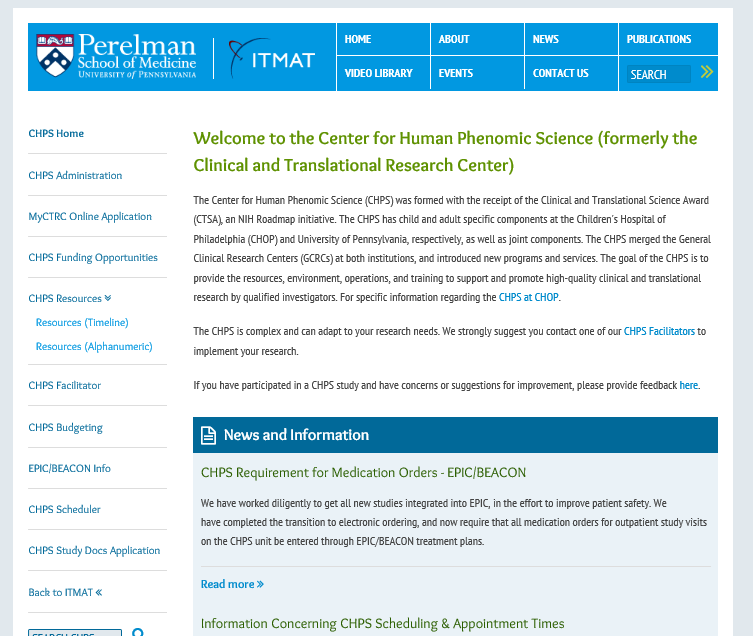 Perelman
School of Medicine
UNIVERSITY of PENNSYLVANIA
ITMAT
HOME
ABOUT
NEWS
PUBLICATIONS
VIDEO LIBRARY
EVENTS
CONTACT US
SEARCH
CHPS Home
CHPS Administration
MyCTRC Online Application
CHPS Funding Opportunities
CHPS Resources
Resources (Timeline)
Resources (Alphanumeric)
CHPS Facilitator
CHPS Budgeting
EPIC/BEACON Info
CHPS Scheduler
CHPS Study Docs Application
Back to ITMAT
SEARCH CHPS
Welcome to the Center for Human Phenomic Science (formerly the
Clinical and Translational Research Center)
The Center for Human Phenomic Science (CHPS) was formed with the receipt of the Clinical and Translational Science Award
(CTSA), an NIH Roadmap initiative. The CHPS has child and adult specific components at the Children's Hospital of
Philadelphia (CHOP) and University of Pennsylvania, respectively, as well as joint components. The CHPS merged the General
Clinical Research Centers (GCRCs) at both institutions, and introduced new programs and services. The goal of the CHPS is to
provide the resources, environment, operations, and training to support and promote high-quality clinical and translational
research by qualified investigators. For specific information regarding the CHPS at CHOP.
The CHPS is complex and can adapt to your research needs. We strongly suggest you contact one of our CHPS Facilitators to
implement your research.
If you have participated in a CHPS study and have concerns or suggestions for improvement, please provide feedback here.
News and Information
CHPS Requirement for Medication Orders - EPIC/BEACON
We have worked diligently to get all new studies integrated into EPIC, in the effort to improve patient safety. We
have completed the transition to electronic ordering, and now require that all medication orders for outpatient study visits
on the CHPS unit be entered through EPIC/BEACON treatment plans.
Read more
Information Concerning CHPS Scheduling & Appointment Times